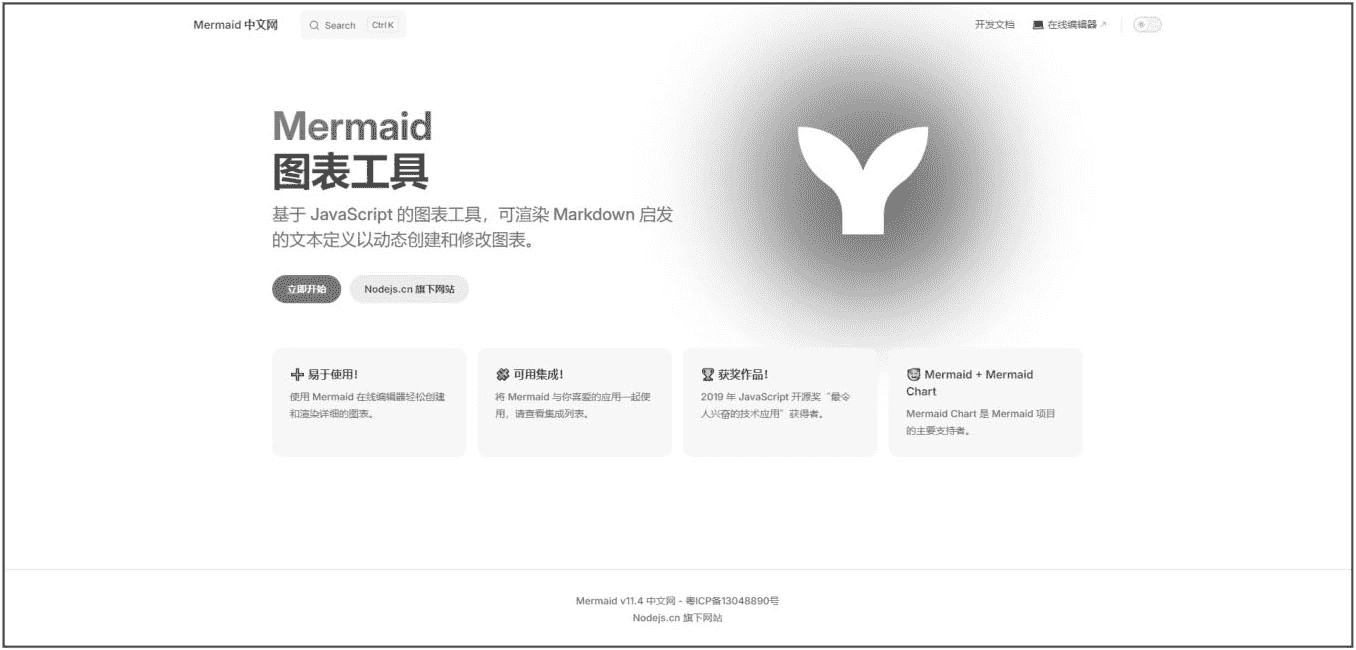 Mermaid 中文网
Search
Ctrl K
开发文档
在线编辑器
Mermaid
图表工具
基于 JavaScript 的图表工具，可渲染 Markdown 启发
的文本定义以动态创建和修改图表。
立即开始
Nodejs.cn 旗下网站
易于使用！
使用 Mermaid 在线编辑器轻松创建
和渲染详细的图表。
可用集成！
将 Mermaid 与你喜爱的应用一起使
用，请查看集成列表。
获奖作品！
2019 年 JavaScript 开源奖“最令
人兴奋的技术应用”获得者。
Mermaid + Mermaid
Chart
Mermaid Chart 是 Mermaid 项目
的主要支持者。
Mermaid v11.4 中文网 - 粤ICP备13048890号
Nodejs.cn 旗下网站